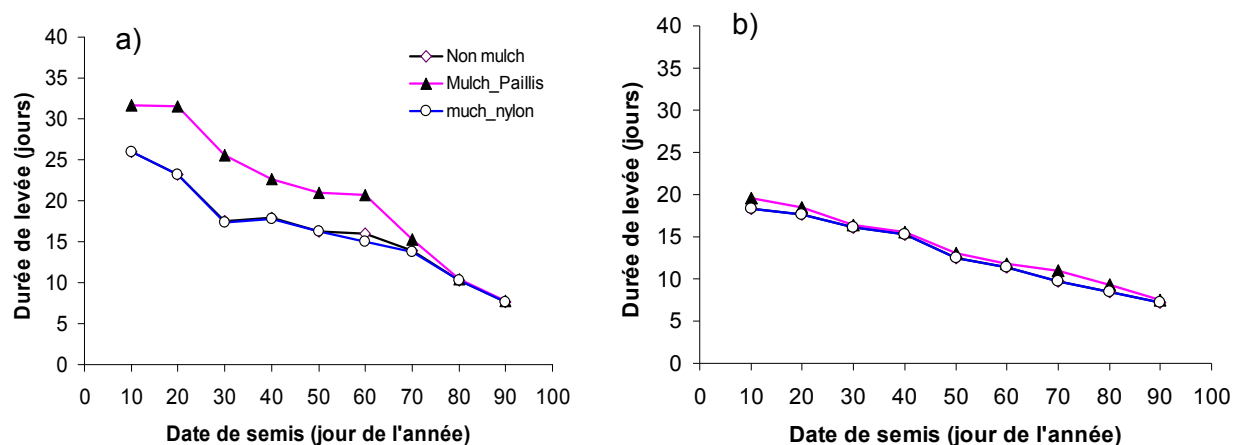 a)
Durée de levée (jours)
40
35
30
25
20
15
10
5
0
Non mulch
Mulch_Paillis
much_nylon
0 10 20 30 40 50 60 70 80 90 100
Date de semis (jour de l'année)
b)
Durée de levée (jours)
40
35
30
25
20
15
10
5
0
0 10 20 30 40 50 60 70 80 90 100
Date de semis (jour de l'année)